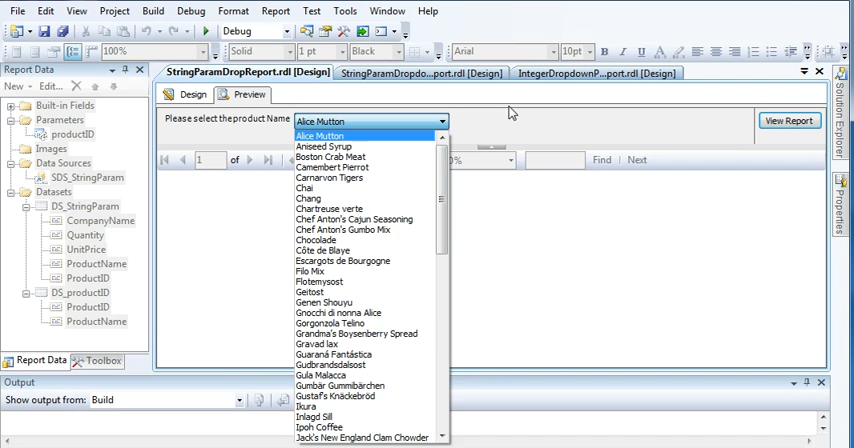 File Edit View Project Build Debug Format Report Test Tools Window Help
Debug
100% Solid 1 pt Black Arial 10pt B I U A
Report Data
New Edit...
Built-in Fields
Parameters
productID
Images
Data Sources
SDS_StringParam
Datasets
DS_StringParam
CompanyName
Quantity
UnitPrice
ProductName
ProductID
DS_productID
ProductID
ProductName
Report Data Toolbox
StringParamDropReport.rdl [Design] StringParamDropdo...port.rdl [Design] IntegerDropdownP...port.rdl [Design]
Design Preview
Please select the product Name Alice Mutton View Report
1 of 0% Find Next
Alice Mutton
Aniseed Syrup
Boston Crab Meat
Camembert Pierrot
Carnarvon Tigers
Chai
Chang
Chartreuse verte
Chef Anton's Cajun Seasoning
Chef Anton's Gumbo Mix
Chocolade
Côte de Blaye
Escargots de Bourgogne
Filo Mix
Flotemysost
Geitost
Genen Shouyu
Gnocchi di nonna Alice
Gorgonzola Telino
Grandma's Boysenberry Spread
Gravad lax
Guaraná Fantástica
Gudbrandsdalsost
Gula Malacca
Gumbär Gummibärchen
Gustaf's Knäckebröd
Ikura
Inlagd Sill
Ipoh Coffee
Jack's New England Clam Chowder
Solution Explorer
Properties
Output
Show output from: Build